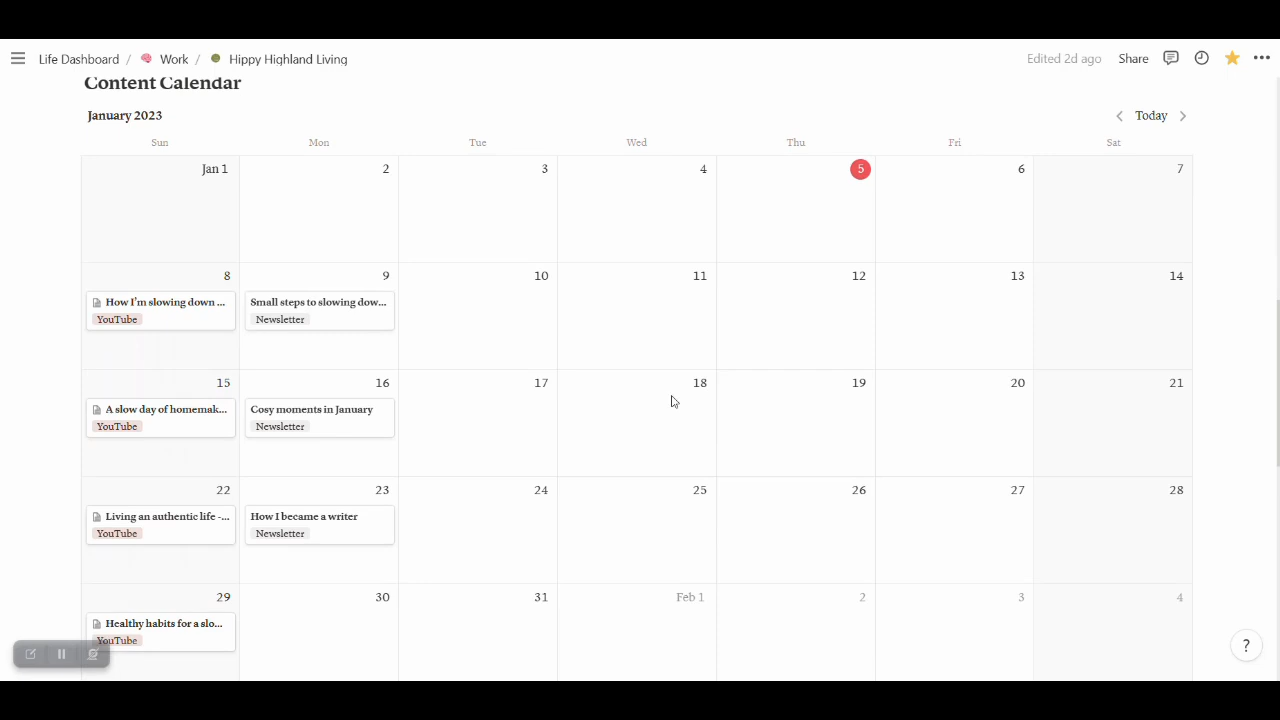 Life Dashboard / Work / Hippy Highland Living
Edited 2d ago Share
Content Calendar
January 2023
Today
Sun Mon Tue Wed Thu Fri Sat
Jan 1 2 3 4 5 6 7
8 9 10 11 12 13 14
How I'm slowing down ... Small steps to slowing dow...
YouTube Newsletter
15 16 17 18 19 20 21
A slow day of homemak... Cosy moments in January
YouTube Newsletter
22 23 24 25 26 27 28
Living an authentic life -... How I became a writer
YouTube Newsletter
29 30 31 Feb 1 2 3 4
Healthy habits for a slo...
YouTube
?